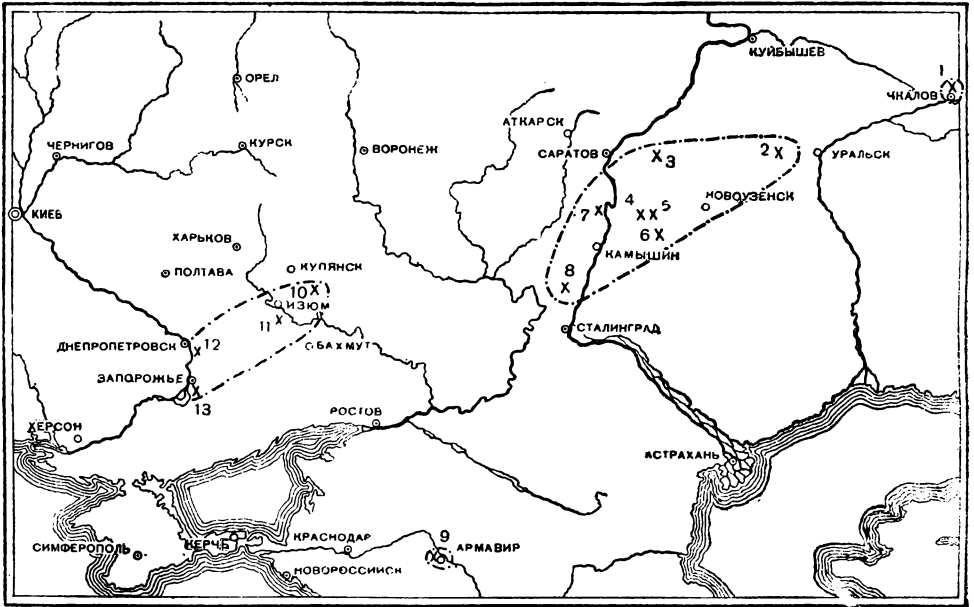 КУЙБЫШЕВ
ОРЕЛ
1
ЧКАЛОВ
АТКАРСК
ЧЕРНИГОВ
КУРСК
ВОРОНЕЖ
САРАТОВ
3
2
УРАЛЬСК
КИЕВ
7
4
5
НОВОУЗЕНСК
6
ХАРЬКОВ
КАМЫШИН
ПОЛТАВА
КУПЯНСК
8
10
ИЗЮМ
11
СТАЛИНГРАД
ДНЕПРОПЕТРОВСК
12
БАХМУТ
ЗАПОРОЖЬЕ
13
РОСТОВ
ХЕРСОН
АСТРАХАНЬ
СИМФЕРОПОЛЬ
КЕРЧЬ
КРАСНОДАР
9
АРМАВИР
НОВОРОССИЙСК